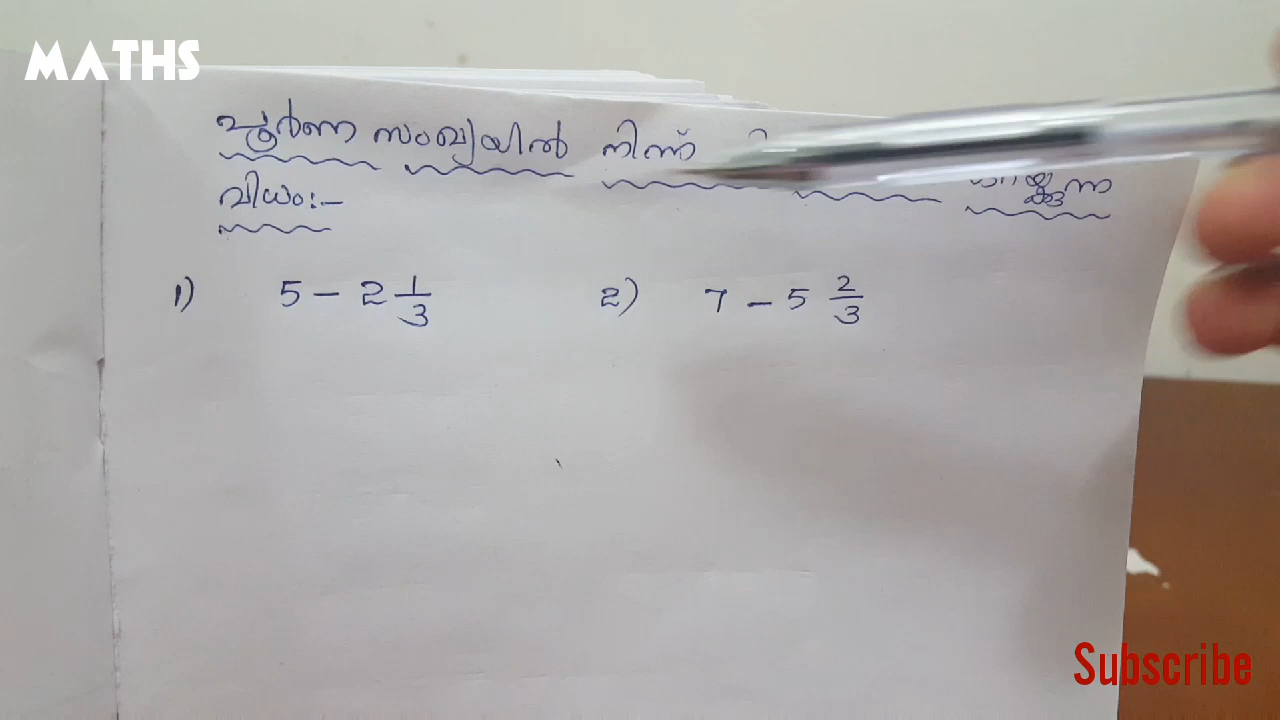 MATHS
പൂർണ സംഖ്യയിൽ നിന്ന്
വിധം:-
1) 5 - 2 1/3 2) 7 - 5 2/3
Subscribe